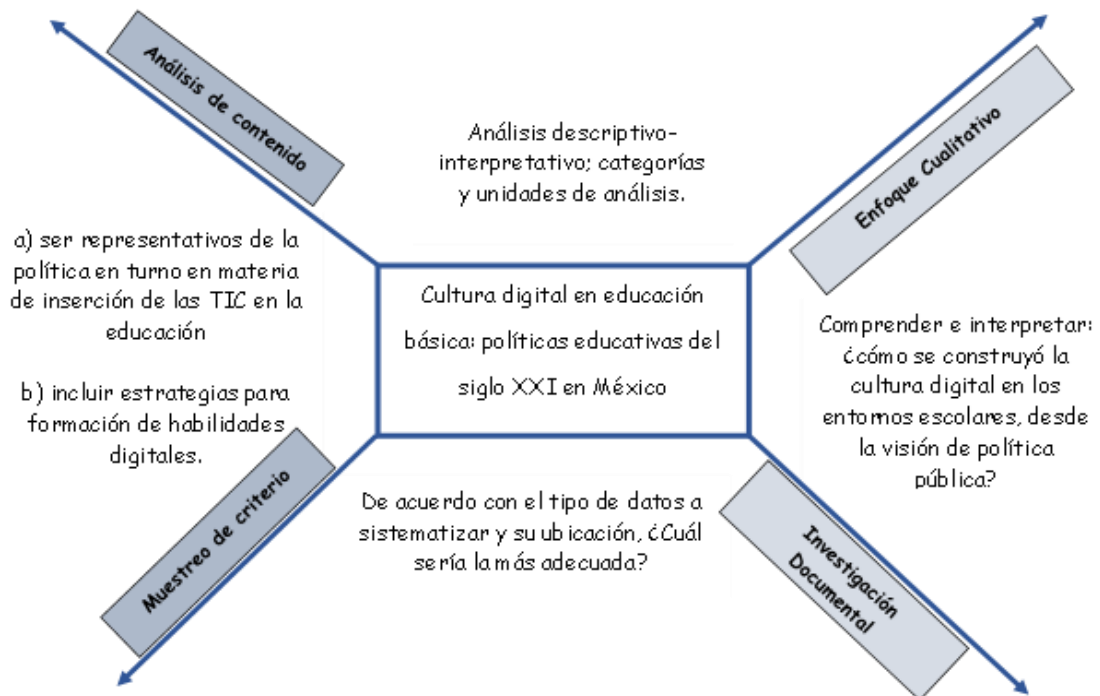 Análisis de contenido
Análisis descriptivo-
interpretativo; categorías
y unidades de análisis.
Enfoque Cualitativo
a) ser representativos de la
política en turno en materia
de inserción de las TIC en la
educación
b) incluir estrategias para
formación de habilidades
digitales.
Cultura digital en educación
básica: políticas educativas del
siglo XXI en México
Comprender e interpretar:
¿cómo se construyó la
cultura digital en los
entornos escolares, desde
la visión de política
pública?
Muestreo de criterio
De acuerdo con el tipo de datos a
sistematizar y su ubicación, ¿Cuál
sería la más adecuada?
Investigación
Documental